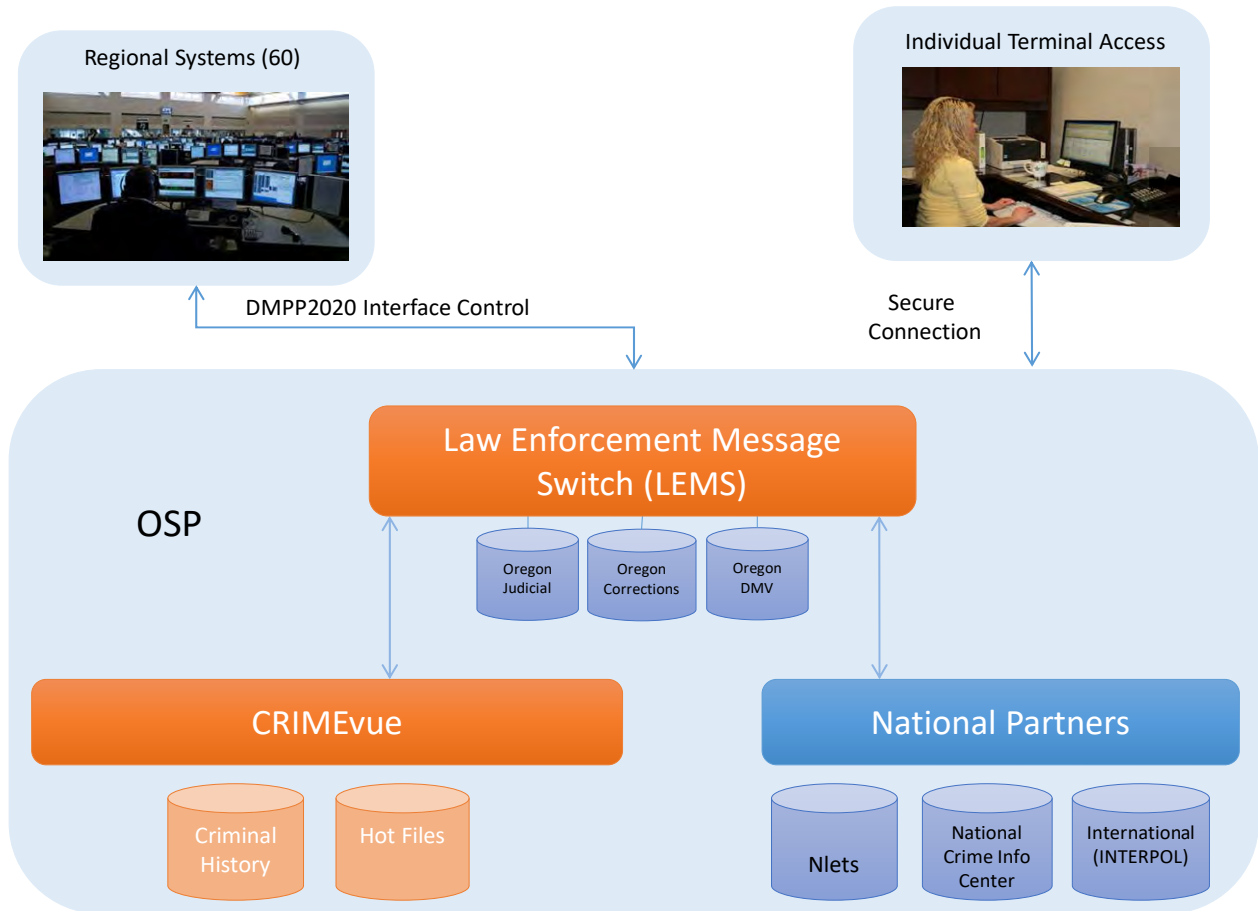 Regional Systems (60)
Individual Terminal Access
DMPP2020 Interface Control
Secure
Connection
Law Enforcement Message
Switch (LEMS)
OSP
Oregon
Judicial
Oregon
Corrections
Oregon
DMV
CRIMEvue
National Partners
Criminal
History
Hot Files
Nlets
National
Crime Info
Center
International
(INTERPOL)